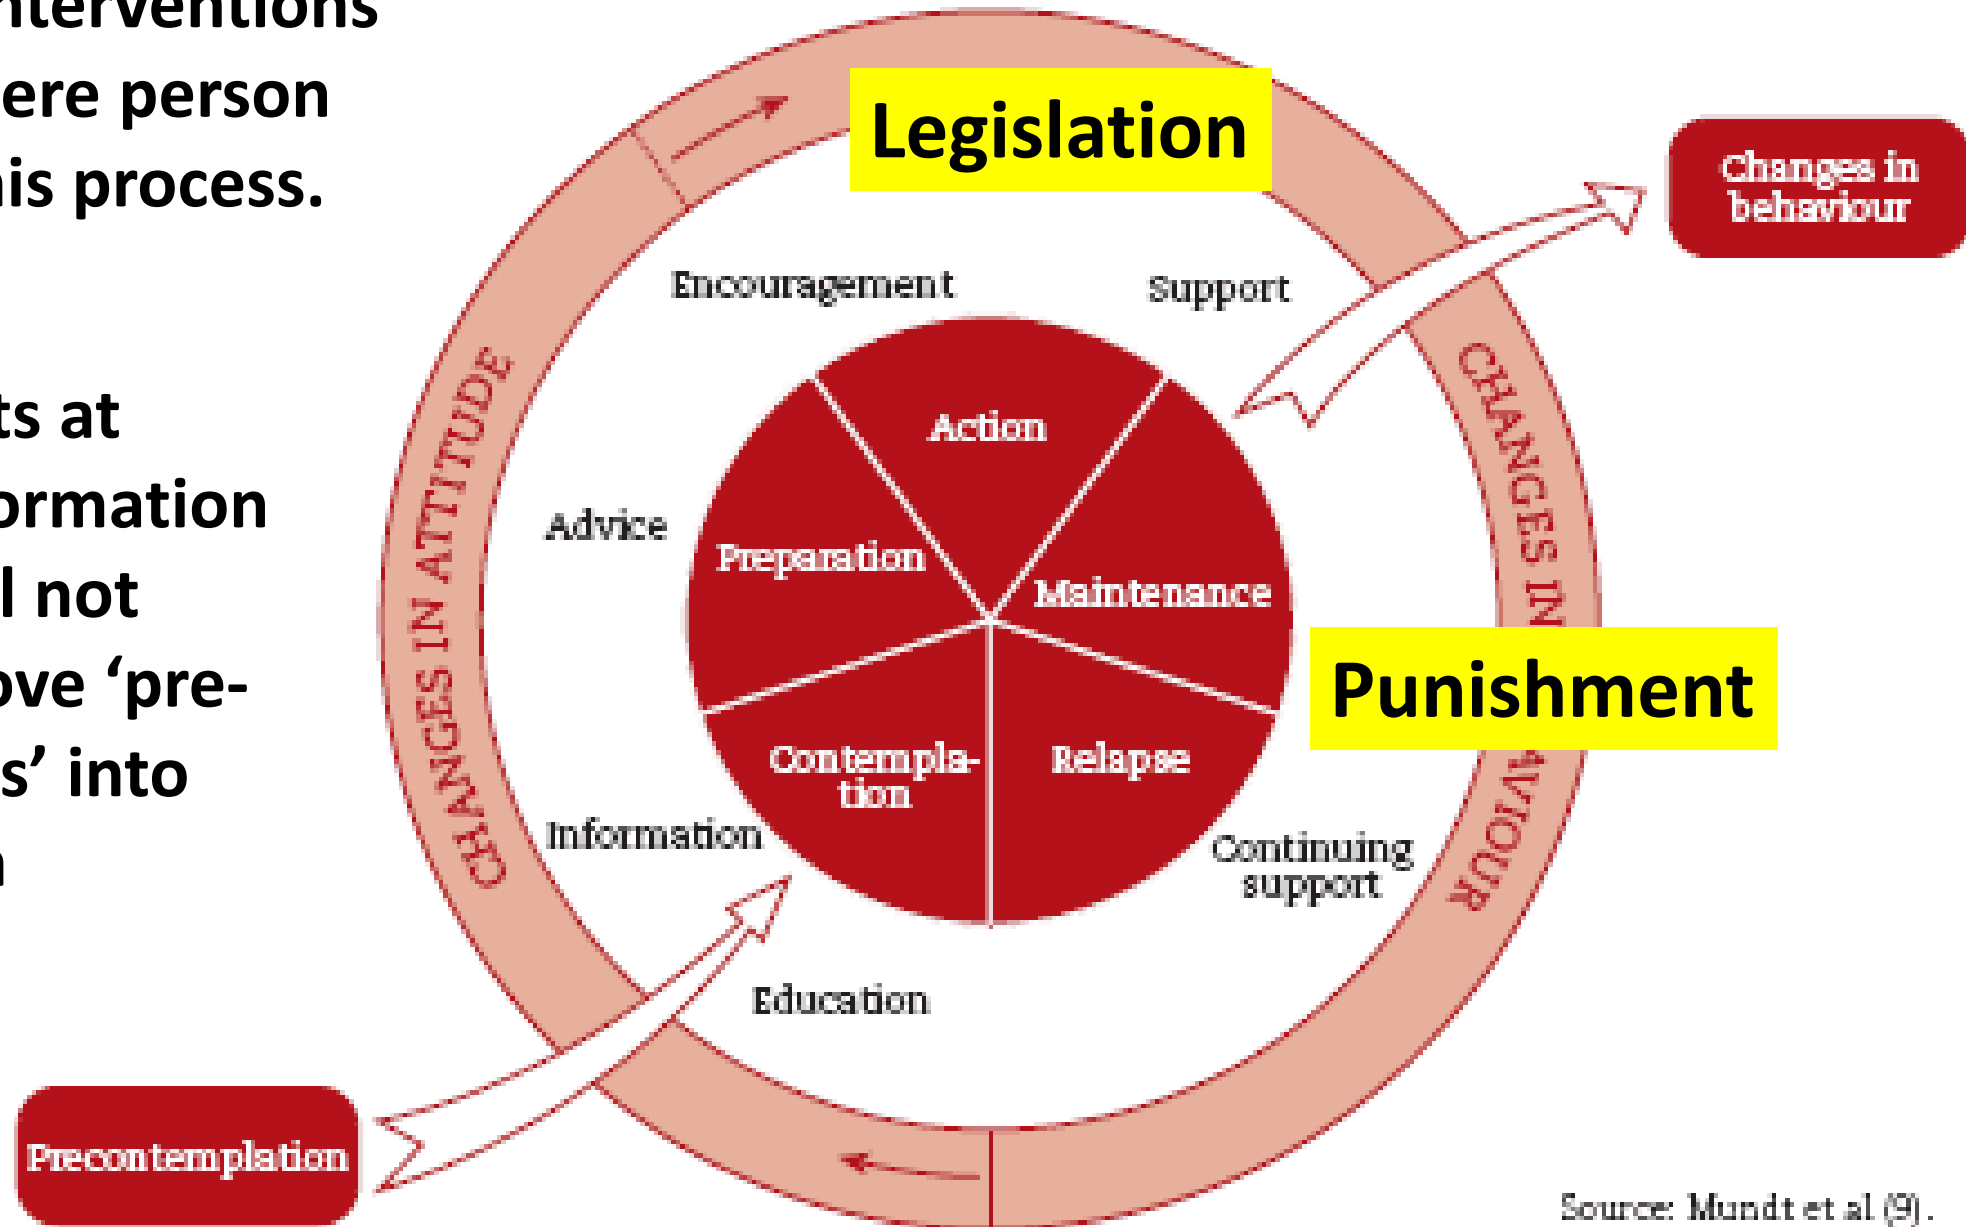 nterventions
ere person
his process.
ts at
ormation
l not
ove ‘pre-
s’ into
Legislation
Changes in
behaviour
Encouragement
Support
CHANGES IN ATTITUDE
CHANGES IN
AVIOUR
Action
Advice
Preparation
Maintenance
Punishment
Contempla-
tion
Relapse
Information
Continuing
support
Education
Precontemplation
Source: Mundt et al (9).